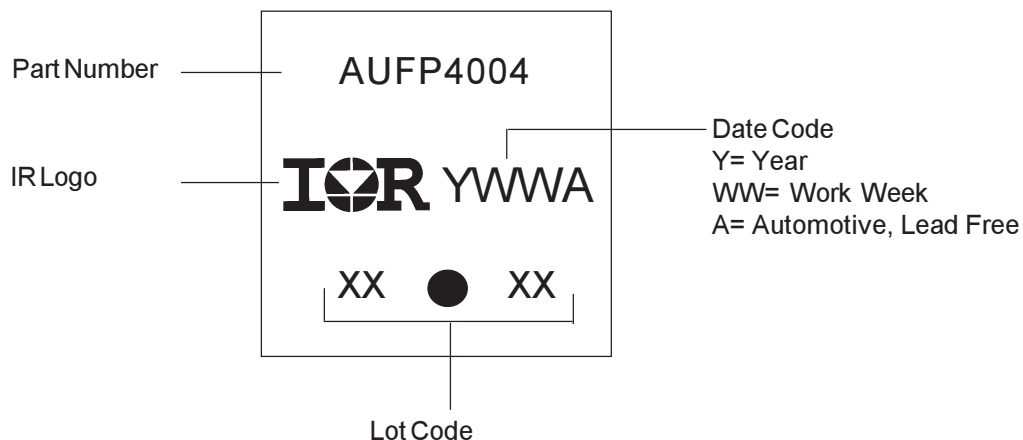 Part Number
AUFP4004
IR Logo
IOR YWWA
Date Code
Y= Year
WW= Work Week
A= Automotive, Lead Free
XX XX
Lot Code